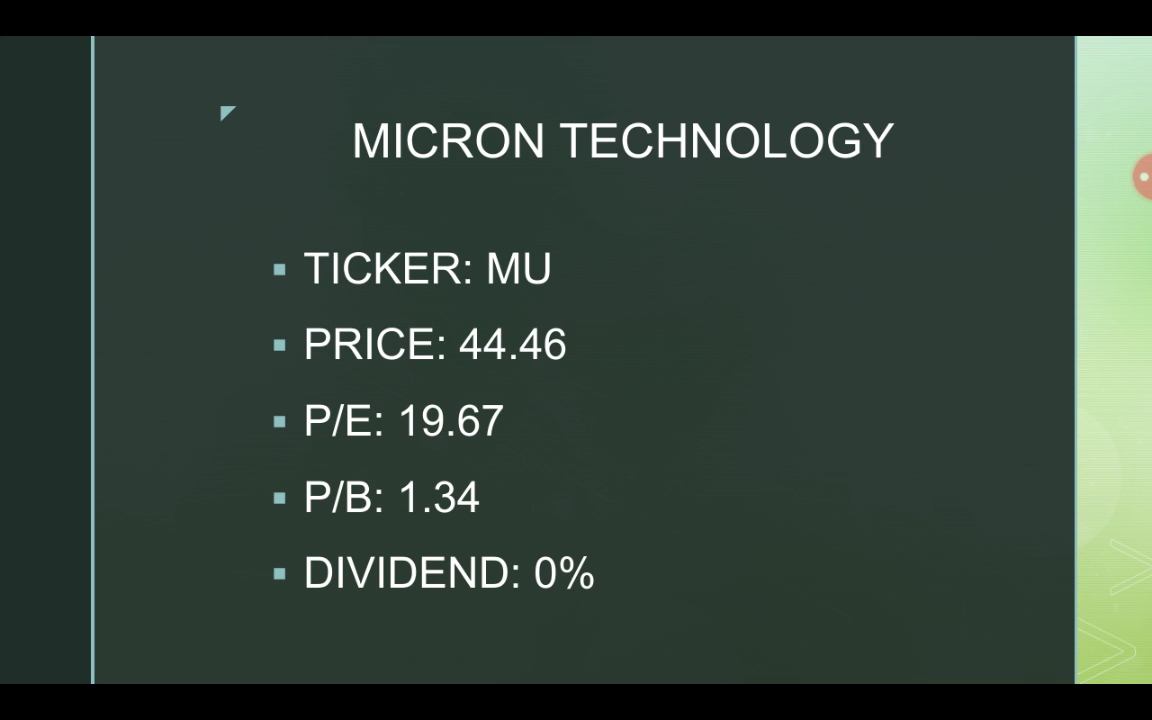 MICRON TECHNOLOGY
TICKER: MU
PRICE: 44.46
P/E: 19.67
P/B: 1.34
DIVIDEND: 0%